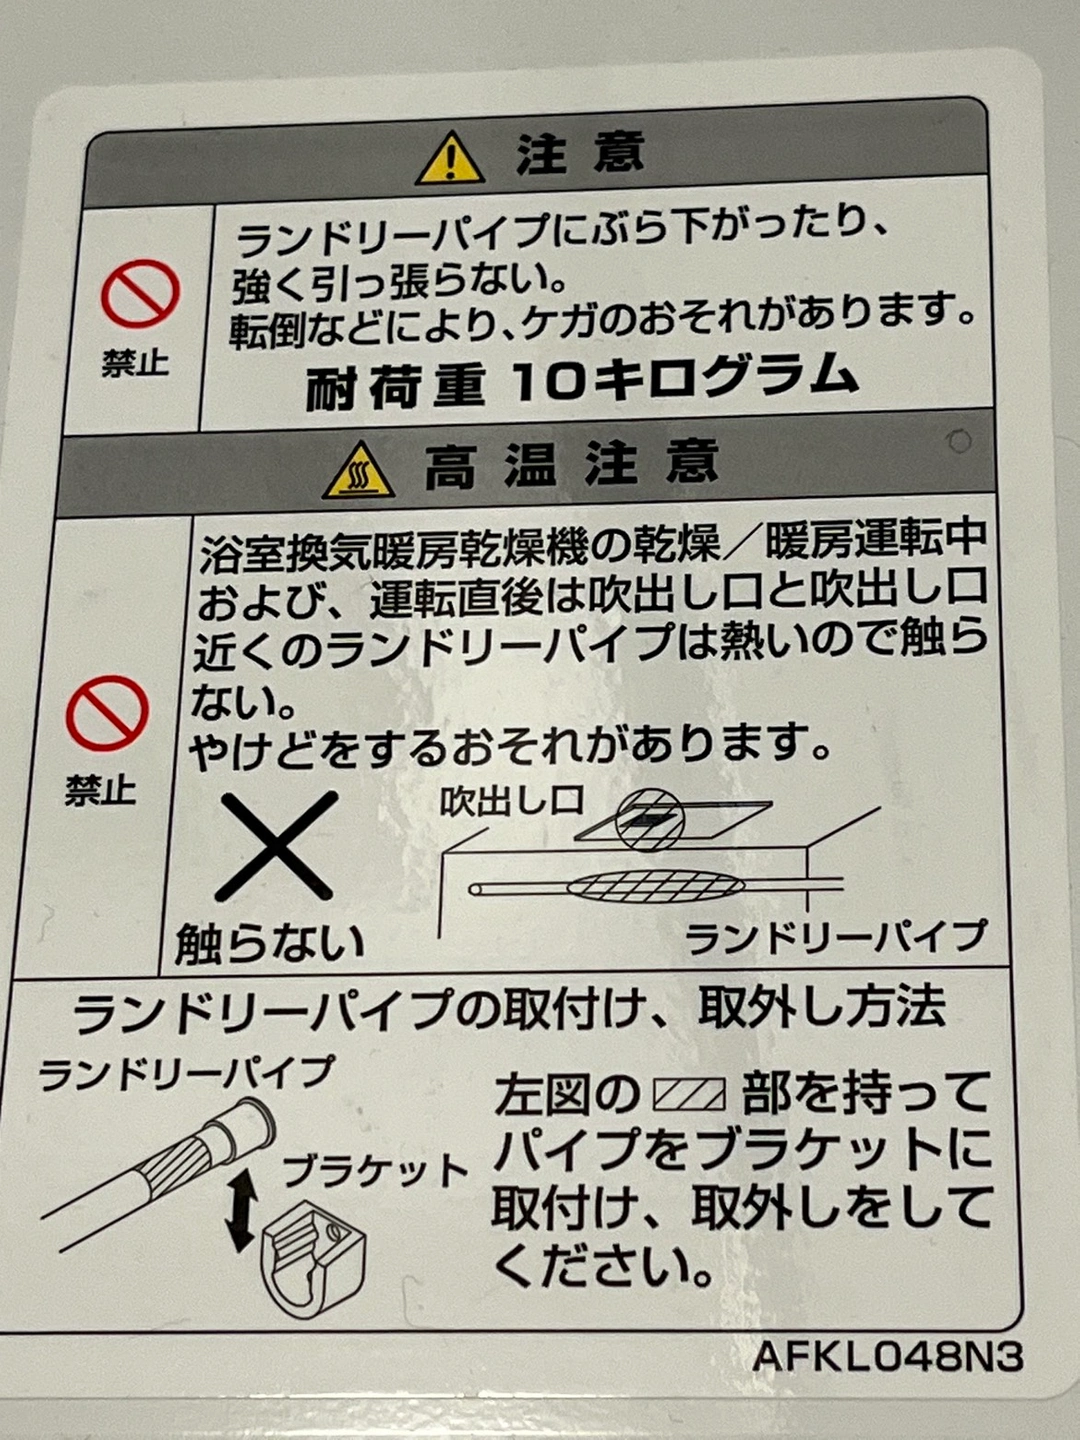 注意
禁止
ランドリーパイプにぶら下がったり、
強く引っ張らない。
転倒などにより、ケガのおそれがあります。
耐荷重 10キログラム
高温注意
禁止
浴室換気暖房乾燥機の乾燥／暖房運転中
および、運転直後は吹出し口と吹出し口
近くのランドリーパイプは熱いので触ら
ない。
やけどをするおそれがあります。
吹出し口
触らない
ランドリーパイプ
ランドリーパイプの取付け、取外し方法
ランドリーパイプ
ブラケット
左図の 部を持って
パイプをブラケットに
取付け、取外しをして
ください。
AFKL048N3